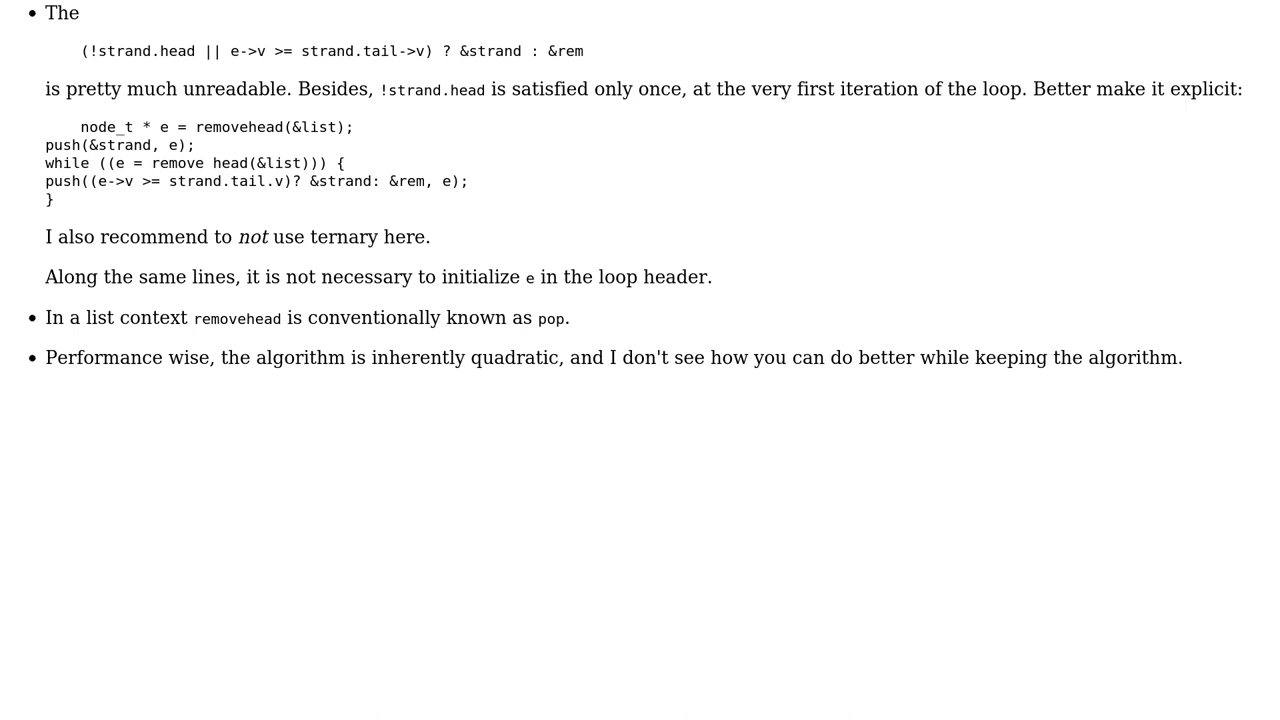 • The
(!strand.head || e->v >= strand.tail->v) ? &strand : &rem
is pretty much unreadable. Besides, !strand.head is satisfied only once, at the very first iteration of the loop. Better make it explicit:
node_t * e = removehead(&list);
push(&strand, e);
while ((e = remove head(&list))) {
push((e->v >= strand.tail.v)? &strand: &rem, e);
}
I also recommend to not use ternary here.
Along the same lines, it is not necessary to initialize e in the loop header.
• In a list context removehead is conventionally known as pop.
• Performance wise, the algorithm is inherently quadratic, and I don't see how you can do better while keeping the algorithm.